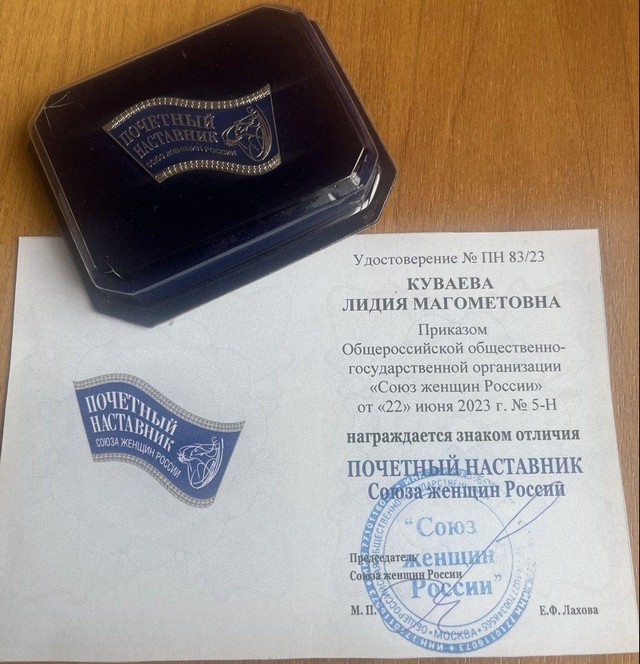 ПОЧЕТНЫЙ
НАСТАВНИК
СОЮЗ ЖЕНЩИН РОССИИ
ПОЧЕТНЫЙ
НАСТАВНИК
СОЮЗА ЖЕНЩИН РОССИИ
Удостоверение № ПН 83/23
КУВАЕВА
ЛИДИЯ МАГОМЕТОВНА
Приказом
Общероссийской общественно-
государственной организации
«Союз женщин России»
от «22» июня 2023 г. № 5-Н
награждается знаком отличия
ПОЧЕТНЫЙ НАСТАВНИК
Союза женщин России
“Союз
женщин
России”
МОСКВА
Председатель
Союза женщин России
М. П.
Е.Ф. Лахова